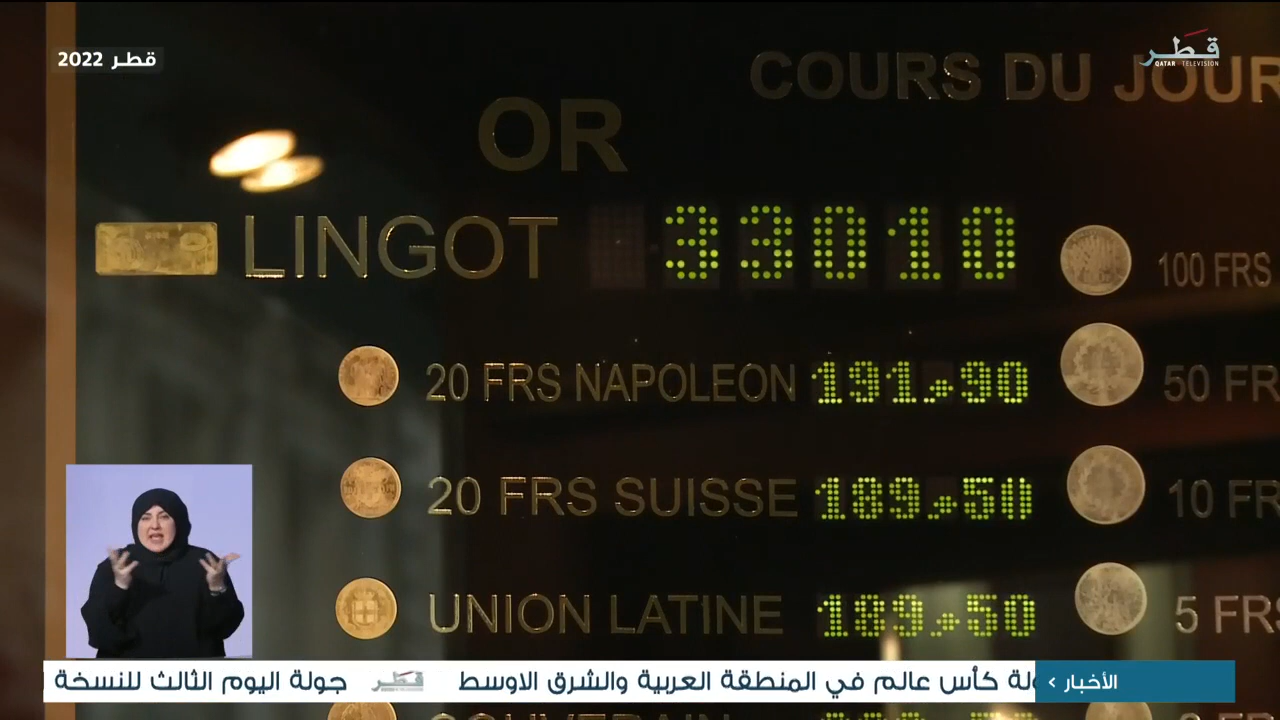 قطر 2022
قطر
QATAR TELEVISION
COURS DU JOUR
OR
LINGOT 33010
100 FRS
20 FRS NAPOLEON 191,90
50 FR
20 FRS SUISSE 189,50
10 FR
UNION LATINE 189,50
5 FRS
الأخبار >
كأس عالم في المنطقة العربية والشرق الاوسط قطر جولة اليوم الثالث للنسخة
SOUVERAIN